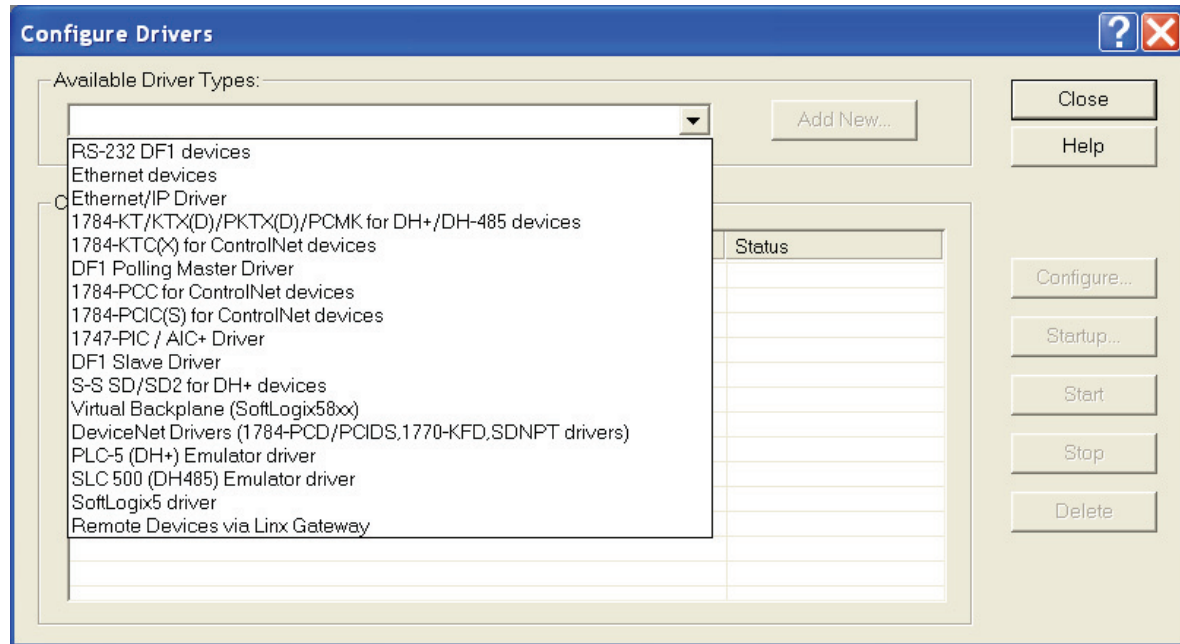 Configure Drivers
Available Driver Types:
Close
Add New...
Help
RS-232 DF1 devices
Ethernet devices
Ethernet/IP Driver
1784-KT/KTX(D)/PKTX(D)/PCMK for DH+/DH-485 devices
1784-KTC(X) for ControlNet devices
DF1 Polling Master Driver
1784-PCC for ControlNet devices
1784-PCIC(S) for ControlNet devices
1747-PIC / AIC+ Driver
DF1 Slave Driver
S-S SD/SD2 for DH+ devices
Virtual Backplane (SoftLogix58xx)
DeviceNet Drivers (1784-PCD/PCIDS,1770-KFD,SDNPT drivers)
PLC-5 (DH+) Emulator driver
SLC 500 (DH485) Emulator driver
SoftLogix5 driver
Remote Devices via Linx Gateway
Status
Configure...
Startup...
Start
Stop
Delete